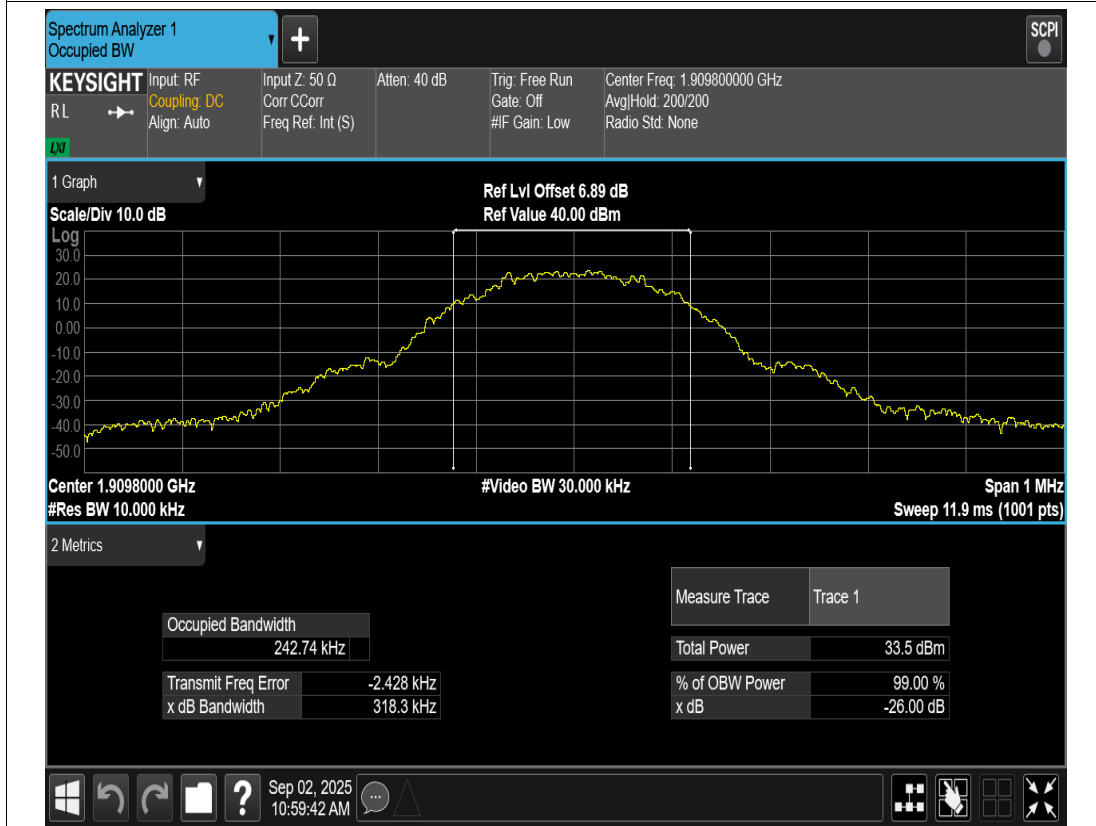 Spectrum Analyzer 1
Occupied BW
+
SCPI
KEYSIGHT
RL
LXI
Input: RF
Coupling: DC
Align: Auto
Input Z: 50 Ω
Corr CCorr
Freq Ref: Int (S)
Atten: 40 dB
Trig: Free Run
Gate: Off
#IF Gain: Low
Center Freq: 1.909800000 GHz
Avg|Hold: 200/200
Radio Std: None
1 Graph
Scale/Div 10.0 dB
Ref Lvl Offset 6.89 dB
Ref Value 40.00 dBm
Log
30.0
20.0
10.0
0.00
-10.0
-20.0
-30.0
-40.0
-50.0
Center 1.9098000 GHz
#Video BW 30.000 kHz
Span 1 MHz
#Res BW 10.000 kHz
Sweep 11.9 ms (1001 pts)
2 Metrics
Occupied Bandwidth
242.74 kHz
Transmit Freq Error -2.428 kHz
x dB Bandwidth 318.3 kHz
Measure Trace Trace 1
Total Power 33.5 dBm
% of OBW Power 99.00 %
x dB -26.00 dB
?
Sep 02, 2025
10:59:42 AM